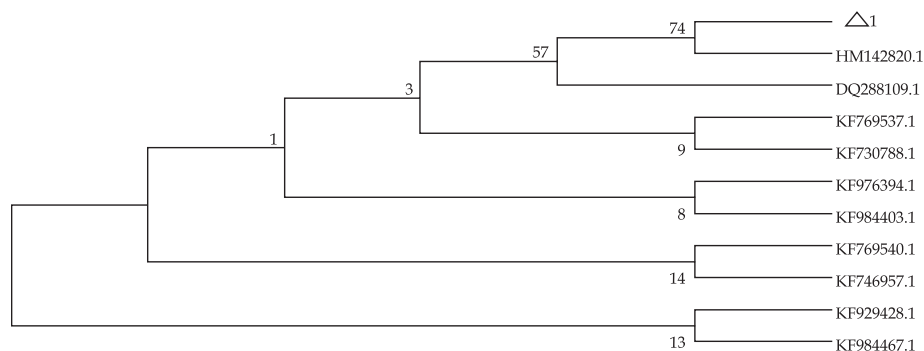 74
△1
HM142820.1
57
DQ288109.1
3
KF769537.1
9
KF730788.1
1
KF976394.1
8
KF984403.1
KF769540.1
14
KF746957.1
KF929428.1
13
KF984467.1